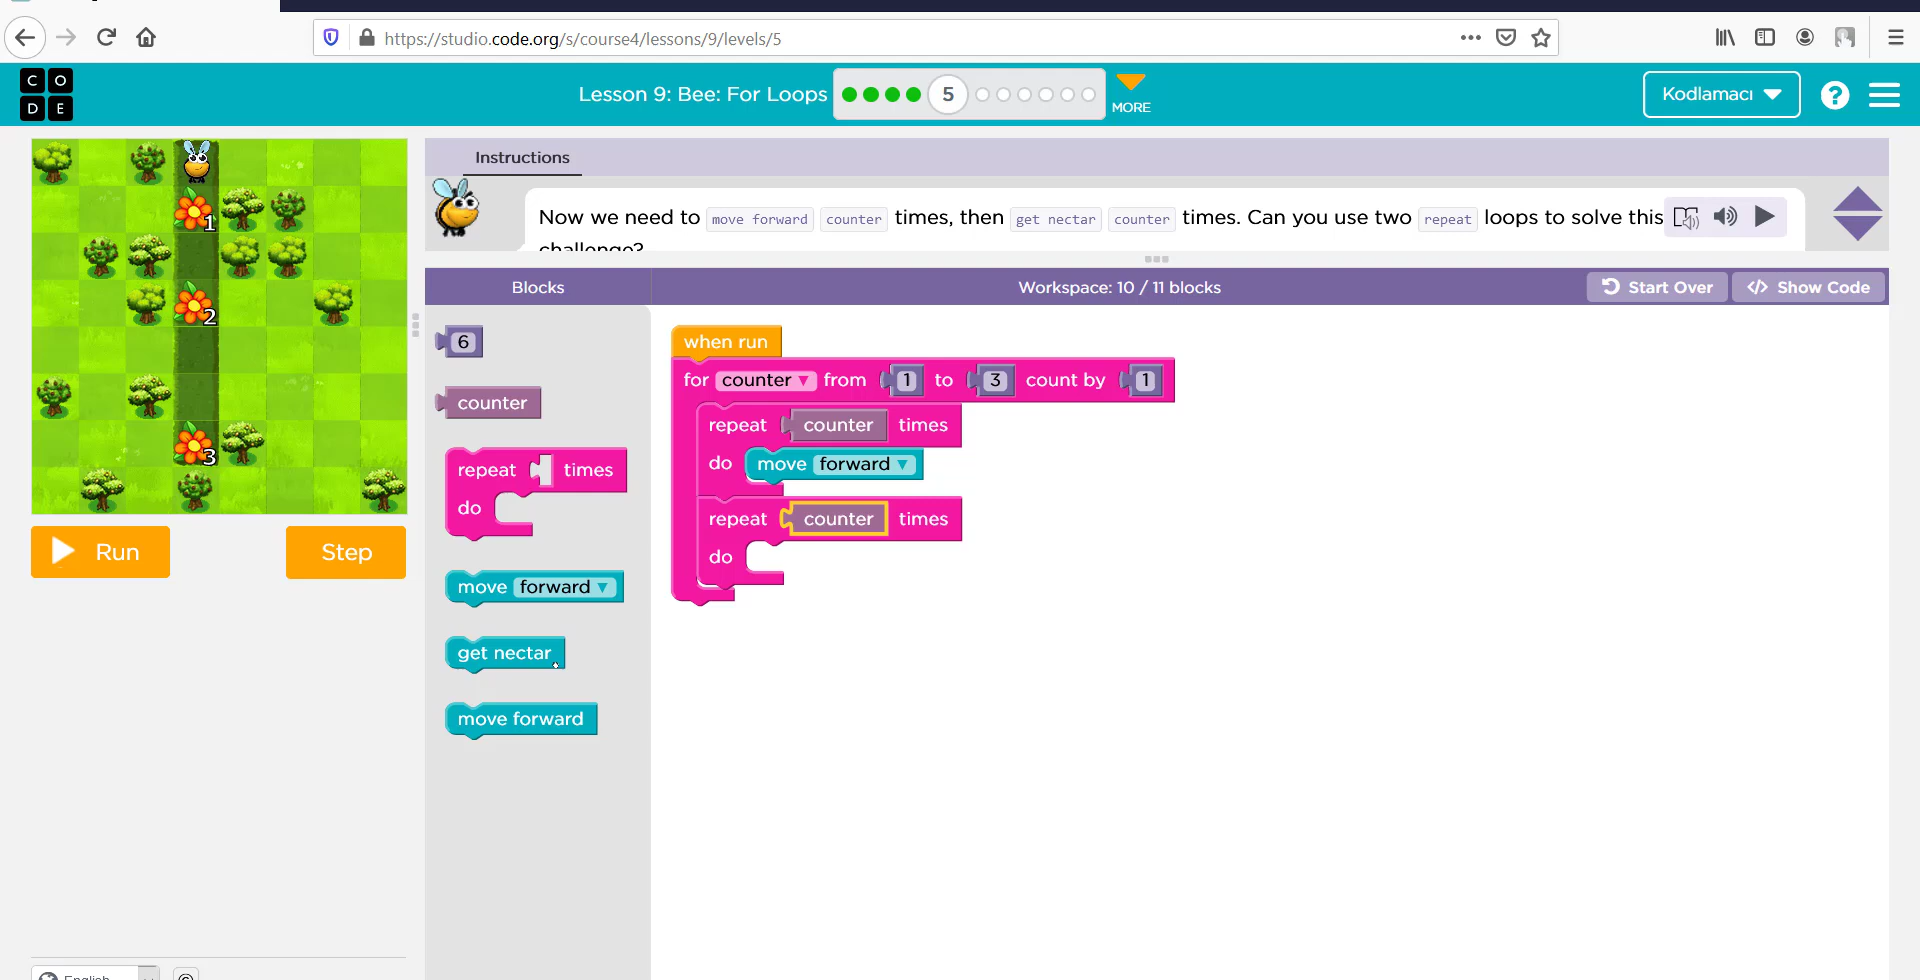 https://studio.code.org/s/course4/lessons/9/levels/5
C O
D E
Lesson 9: Bee: For Loops
5
MORE
Kodlamacı
?
1
2
3
Run
Step
Instructions
Now we need to move forward counter times, then get nectar counter times. Can you use two repeat loops to solve this
challenge?
Blocks
Workspace: 10 / 11 blocks
Start Over
</> Show Code
6
counter
repeat times
do
move forward
get nectar
move forward
when run
for counter from 1 to 3 count by 1
repeat counter times
do move forward
repeat counter times
do
English